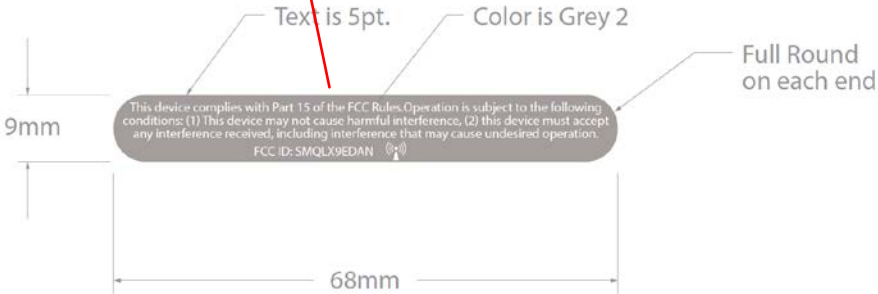 Text is 5pt.
Color is Grey 2
Full Round
on each end
9mm
This device complies with Part 15 of the FCC Rules.Operation is subject to the following
conditions: (1) This device may not cause harmful interference, (2) this device must accept
any interference received, including interference that may cause undesired operation.
FCC ID: SMQLX9EDAN
68mm